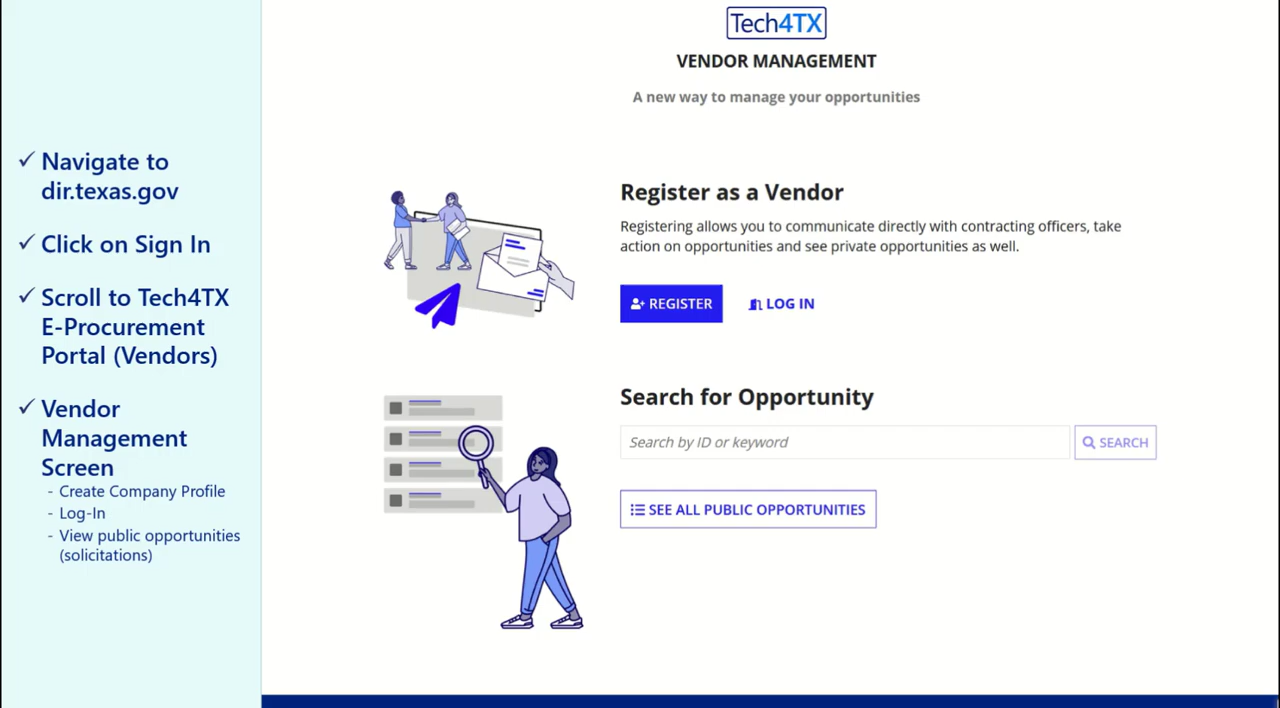 ✓ Navigate to
dir.texas.gov
✓ Click on Sign In
✓ Scroll to Tech4TX
E-Procurement
Portal (Vendors)
✓ Vendor
Management
Screen
- Create Company Profile
- Log-In
- View public opportunities
(solicitations)
Tech4TX
VENDOR MANAGEMENT
A new way to manage your opportunities
Register as a Vendor
Registering allows you to communicate directly with contracting officers, take
action on opportunities and see private opportunities as well.
REGISTER LOG IN
Search for Opportunity
Search by ID or keyword SEARCH
SEE ALL PUBLIC OPPORTUNITIES